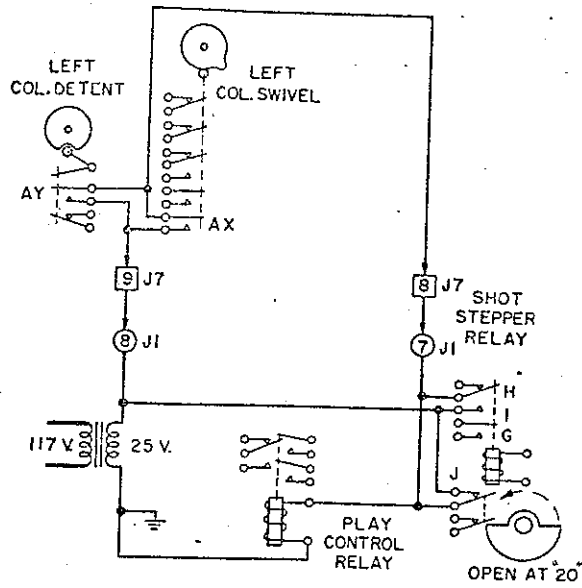 LEFT
COL. DETENT
LEFT
COL. SWIVEL
AY
AX
9 J7
8 J7
8 J1
7 J1
SHOT
STEPPER
RELAY
H
I
G
117 V.
25 V.
J
PLAY
CONTROL
RELAY
OPEN AT "20"